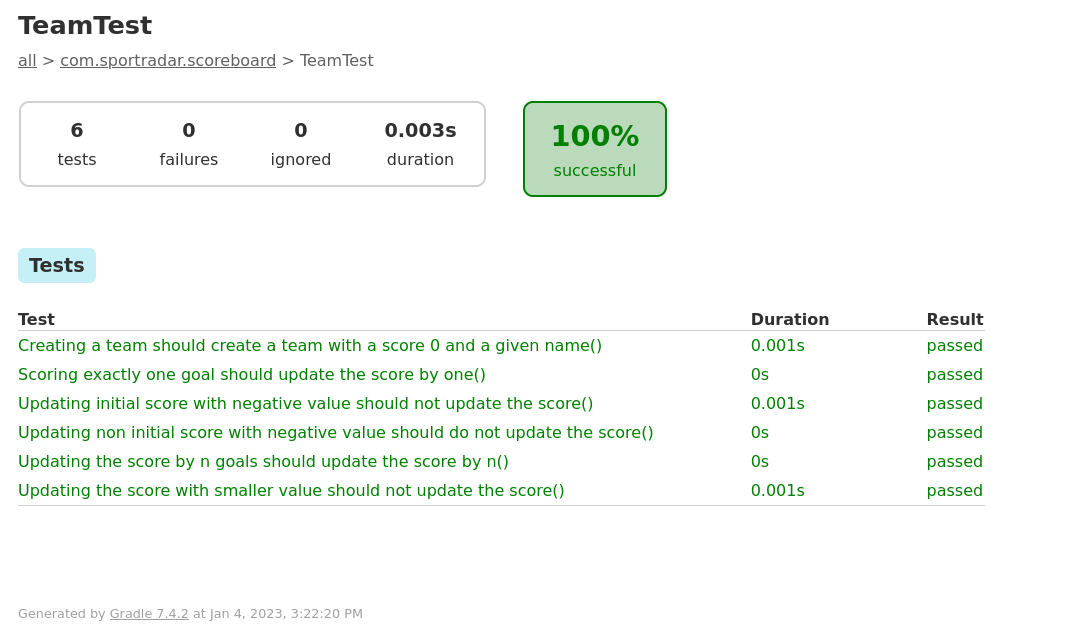 TeamTest
all > com.sportradar.scoreboard > TeamTest
6 0 0 0.003s
tests failures ignored duration
100%
successful
Tests
Test Duration Result
Creating a team should create a team with a score 0 and a given name() 0.001s passed
Scoring exactly one goal should update the score by one() 0s passed
Updating initial score with negative value should not update the score() 0.001s passed
Updating non initial score with negative value should do not update the score() 0s passed
Updating the score by n goals should update the score by n() 0s passed
Updating the score with smaller value should not update the score() 0.001s passed
Generated by Gradle 7.4.2 at Jan 4, 2023, 3:22:20 PM